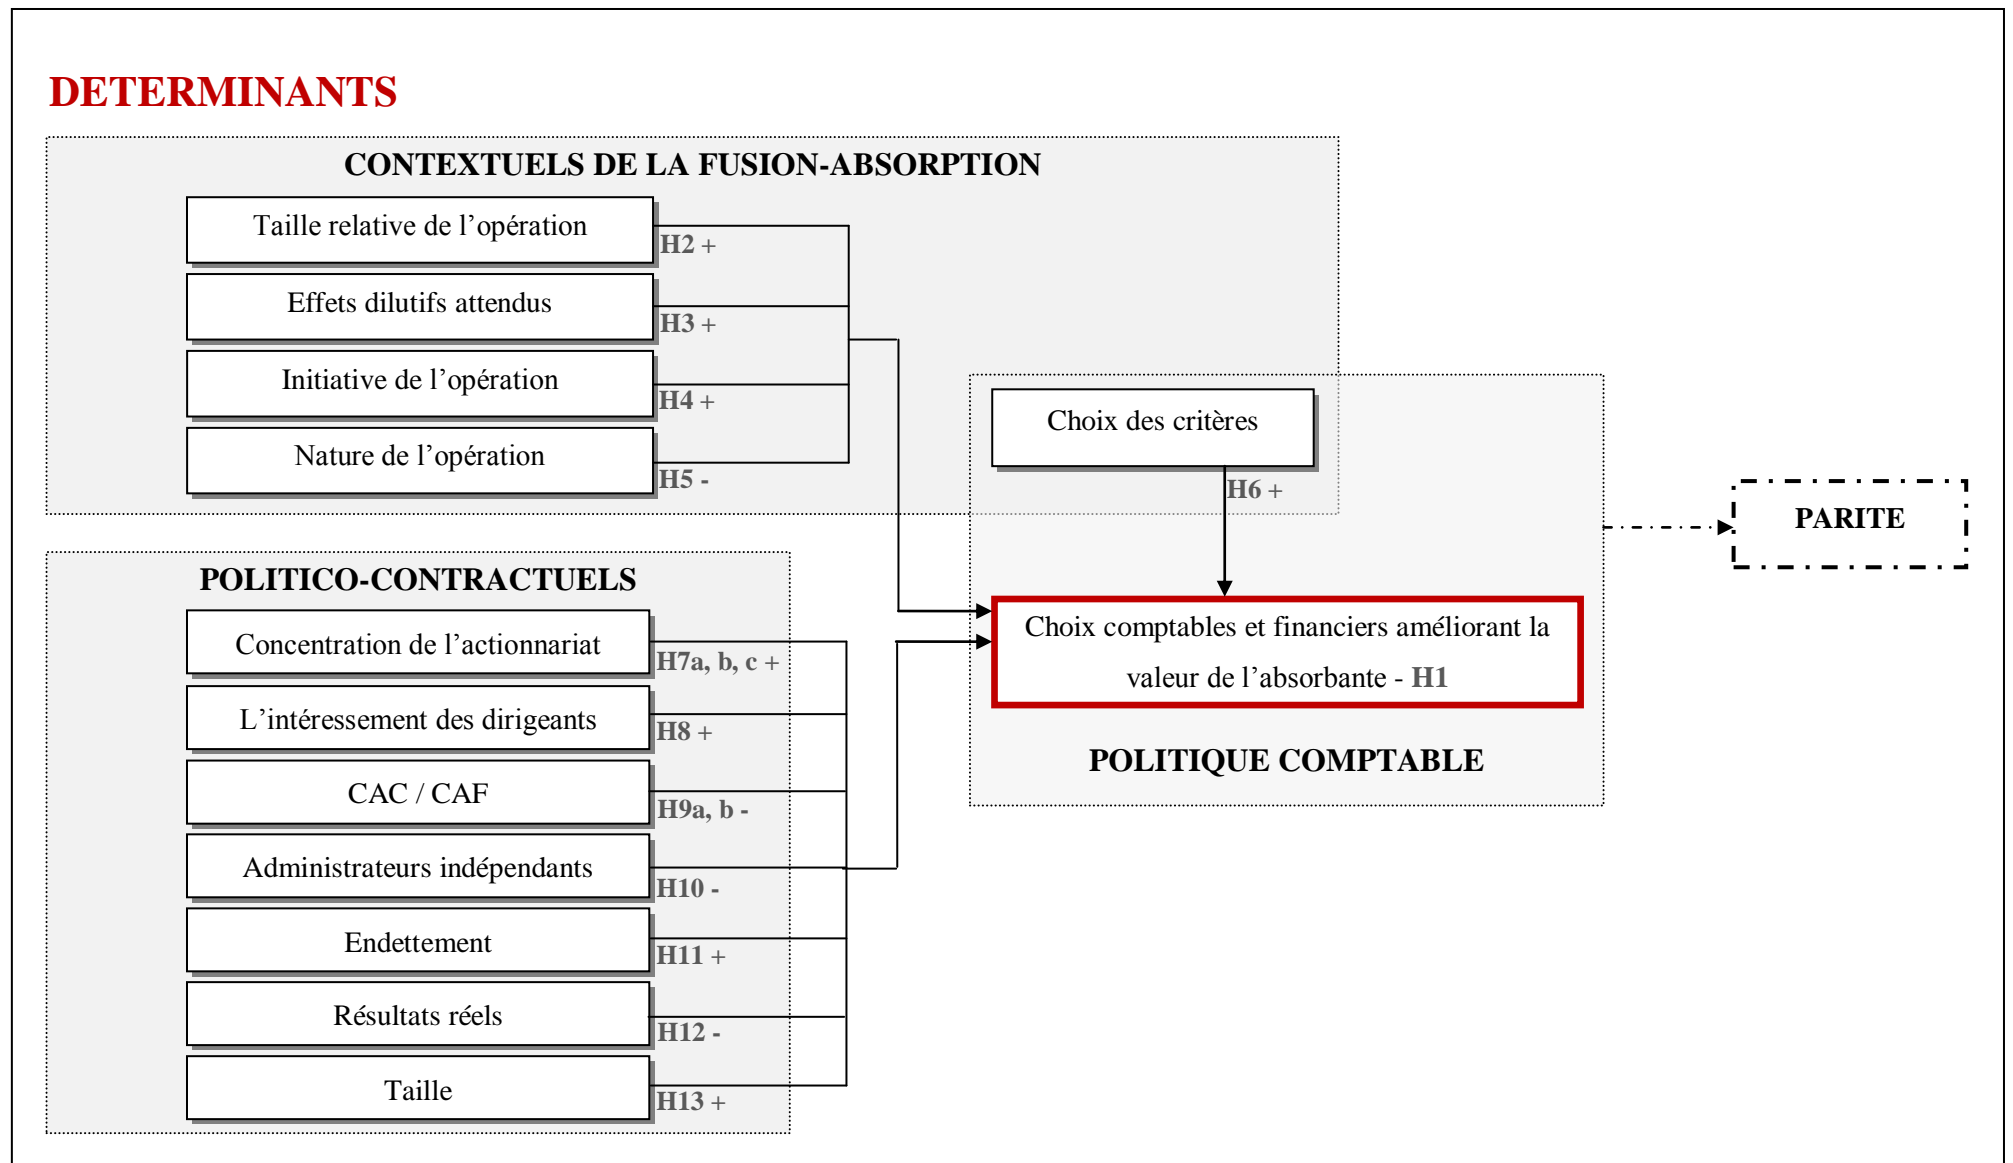 DETERMINANTS
CONTEXTUELS DE LA FUSION-ABSORPTION
Taille relative de l’opération
H2 +
Effets dilutifs attendus
H3 +
Initiative de l’opération
H4 +
Nature de l’opération
H5 -
Choix des critères
H6 +
PARITE
POLITICO-CONTRACTUELS
Concentration de l’actionnariat
H7a, b, c +
L’intéressement des dirigeants
H8 +
CAC / CAF
H9a, b -
Administrateurs indépendants
H10 -
Endettement
H11 +
Résultats réels
H12 -
Taille
H13 +
Choix comptables et financiers améliorant la
valeur de l’absorbante - H1
POLITIQUE COMPTABLE